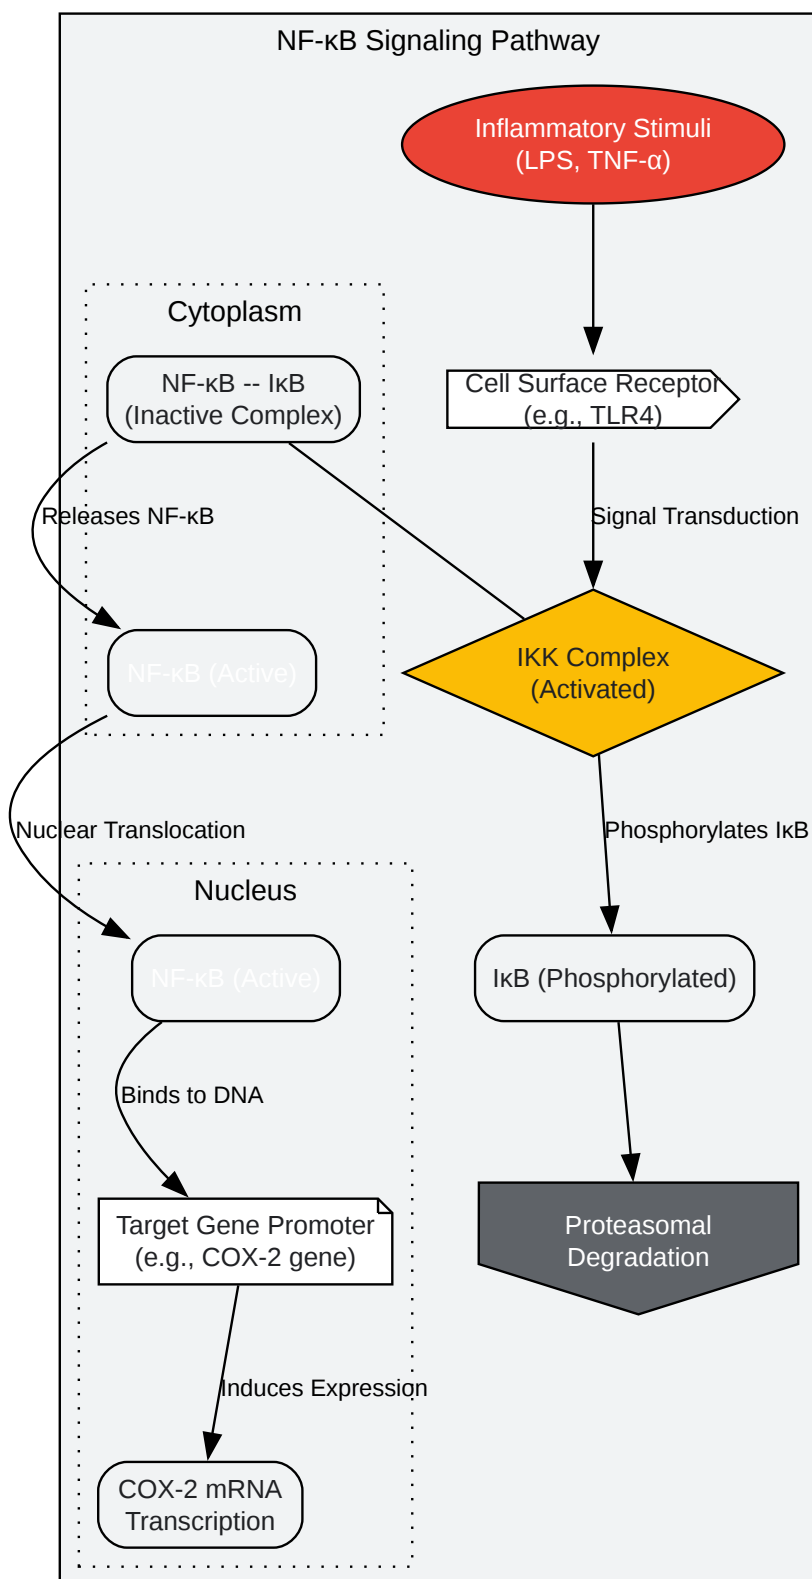 NF-κB Signaling Pathway
Inflammatory Stimuli
(LPS, TNF-α)
Cytoplasm
NF-κB -- IκB
(Inactive Complex)
Cell Surface Receptor
(e.g., TLR4)
Releases NF-κB
Signal Transduction
NF-κB (Active)
IKK Complex
(Activated)
Nuclear Translocation
Phosphorylates IκB
Nucleus
NF-κB (Active)
IκB (Phosphorylated)
Binds to DNA
Target Gene Promoter
(e.g., COX-2 gene)
Proteasomal
Degradation
Induces Expression
COX-2 mRNA
Transcription